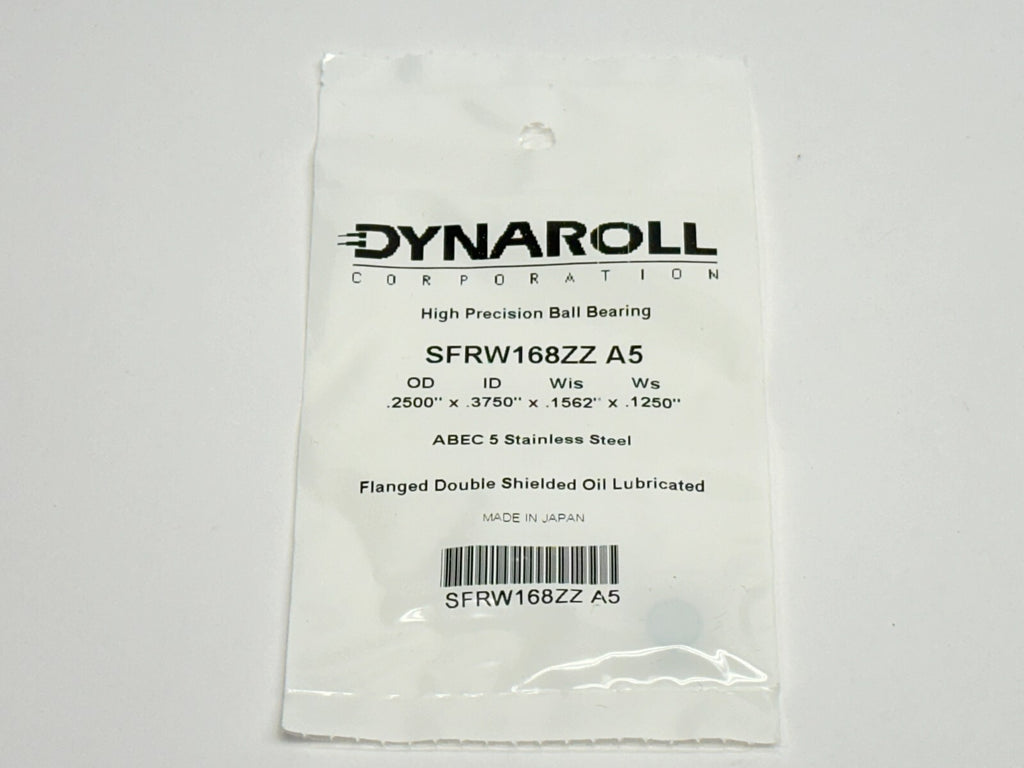 DYNAROLL
CORPORATION
High Precision Ball Bearing
SFRW168ZZ A5
OD ID Wis Ws
.2500" x .3750" x .1562" x .1250"
ABEC 5 Stainless Steel
Flanged Double Shielded Oil Lubricated
MADE IN JAPAN
SFRW168ZZ A5